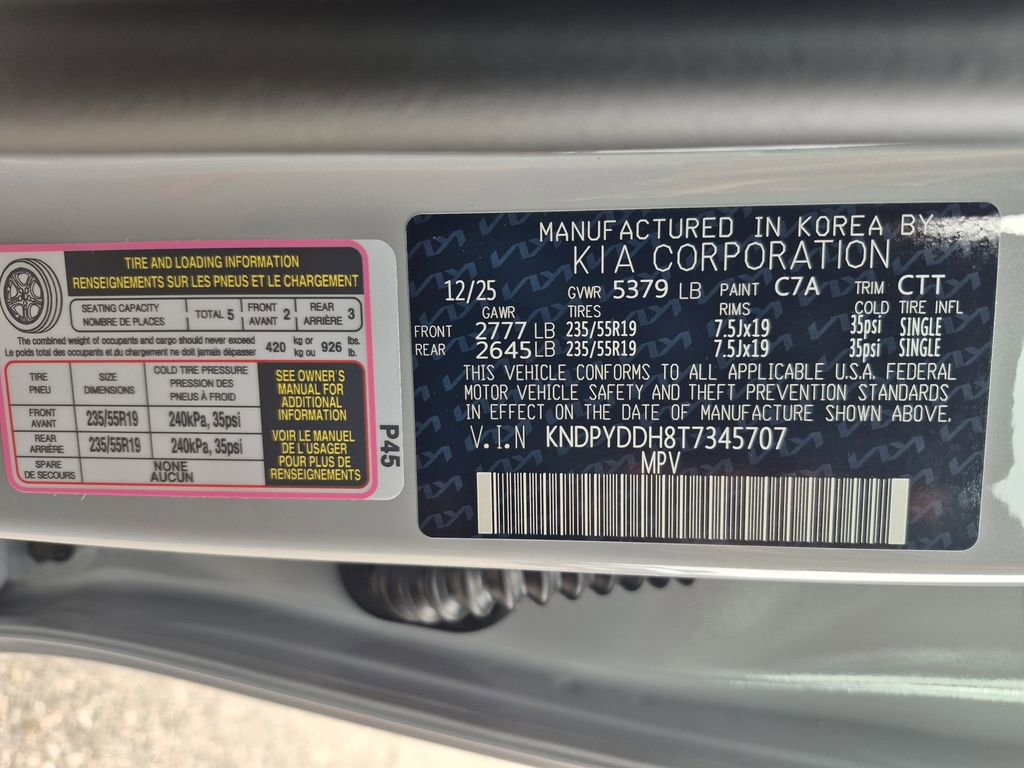 TIRE AND LOADING INFORMATION
RENSEIGNEMENTS SUR LES PNEUS ET LE CHARGEMENT
SEATING CAPACITY
NOMBRE DE PLACES
TOTAL 5
FRONT
AVANT 2
REAR
ARRIÈRE 3
The combined weight of occupants and cargo should never exceed
Le poids total des occupants et du chargement ne doit jamais dépasser
420 kg or
kg ou 926 lbs.
lb.
TIRE
PNEU
SIZE
DIMENSIONS
COLD TIRE PRESSURE
PRESSION DES
PNEUS À FROID
FRONT
AVANT
235/55R19
240kPa, 35psi
REAR
ARRIÈRE
235/55R19
240kPa, 35psi
SPARE
DE SECOURS
NONE
AUCUN
SEE OWNER'S
MANUAL FOR
ADDITIONAL
INFORMATION
VOIR LE MANUEL
DE L'USAGER
POUR PLUS DE
RENSEIGNEMENTS
P45
MANUFACTURED IN KOREA BY
KIA CORPORATION
12/25 GVWR 5379 LB PAINT C7A TRIM CTT
GAWR TIRES RIMS COLD TIRE INFL
FRONT 2777 LB 235/55R19 7.5Jx19 35psi SINGLE
REAR 2645 LB 235/55R19 7.5Jx19 35psi SINGLE
THIS VEHICLE CONFORMS TO ALL APPLICABLE U.S.A. FEDERAL
MOTOR VEHICLE SAFETY AND THEFT PREVENTION STANDARDS
IN EFFECT ON THE DATE OF MANUFACTURE SHOWN ABOVE.
V.I.N KNDPYDDH8T7345707
MPV